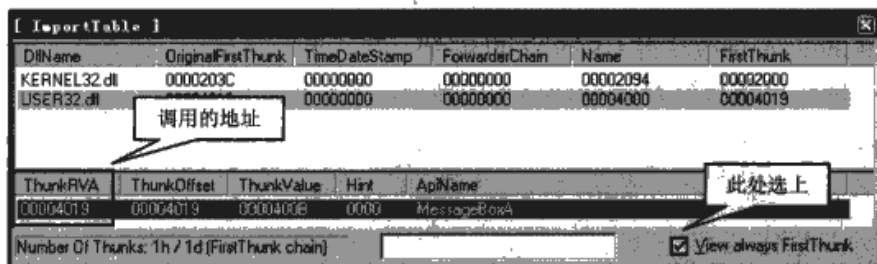 [ ImportTable ]
DllName OriginalFirstThunk TimeDateStamp ForwarderChain Name FirstThunk
KERNEL32.dll 0000203C 00000000 00000000 00002094 00002000
USER32.dll 00000000 00000000 00004000 00004019
调用的地址
ThunkRVA ThunkOffset ThunkValue Hint ApiName
此处选上
00004019 00004019 0000400B 0000 MessageBoxA
Number Of Thunks: 1h / 1d (FirstThunk chain)
View always FirstThunk